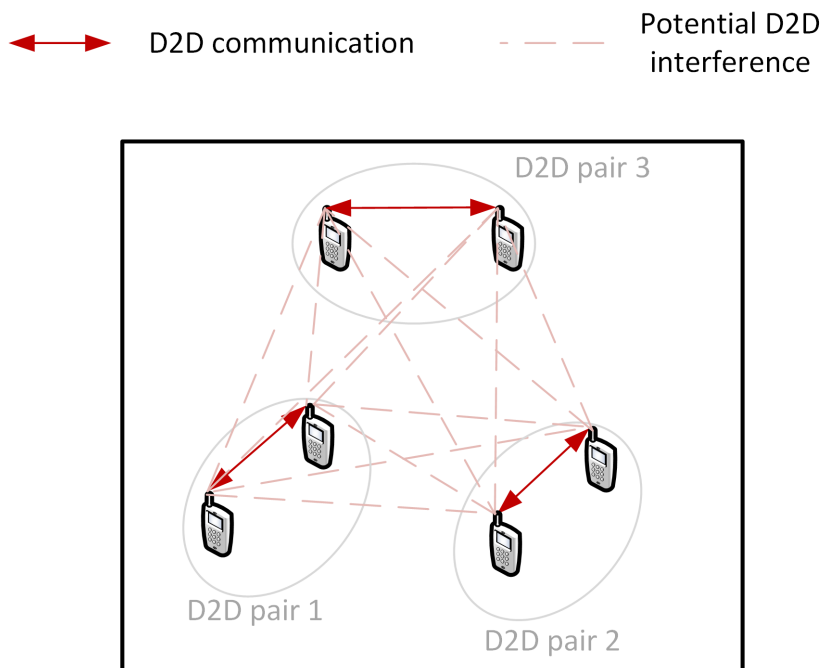 D2D communication
Potential D2D
interference
D2D pair 3
D2D pair 1
D2D pair 2